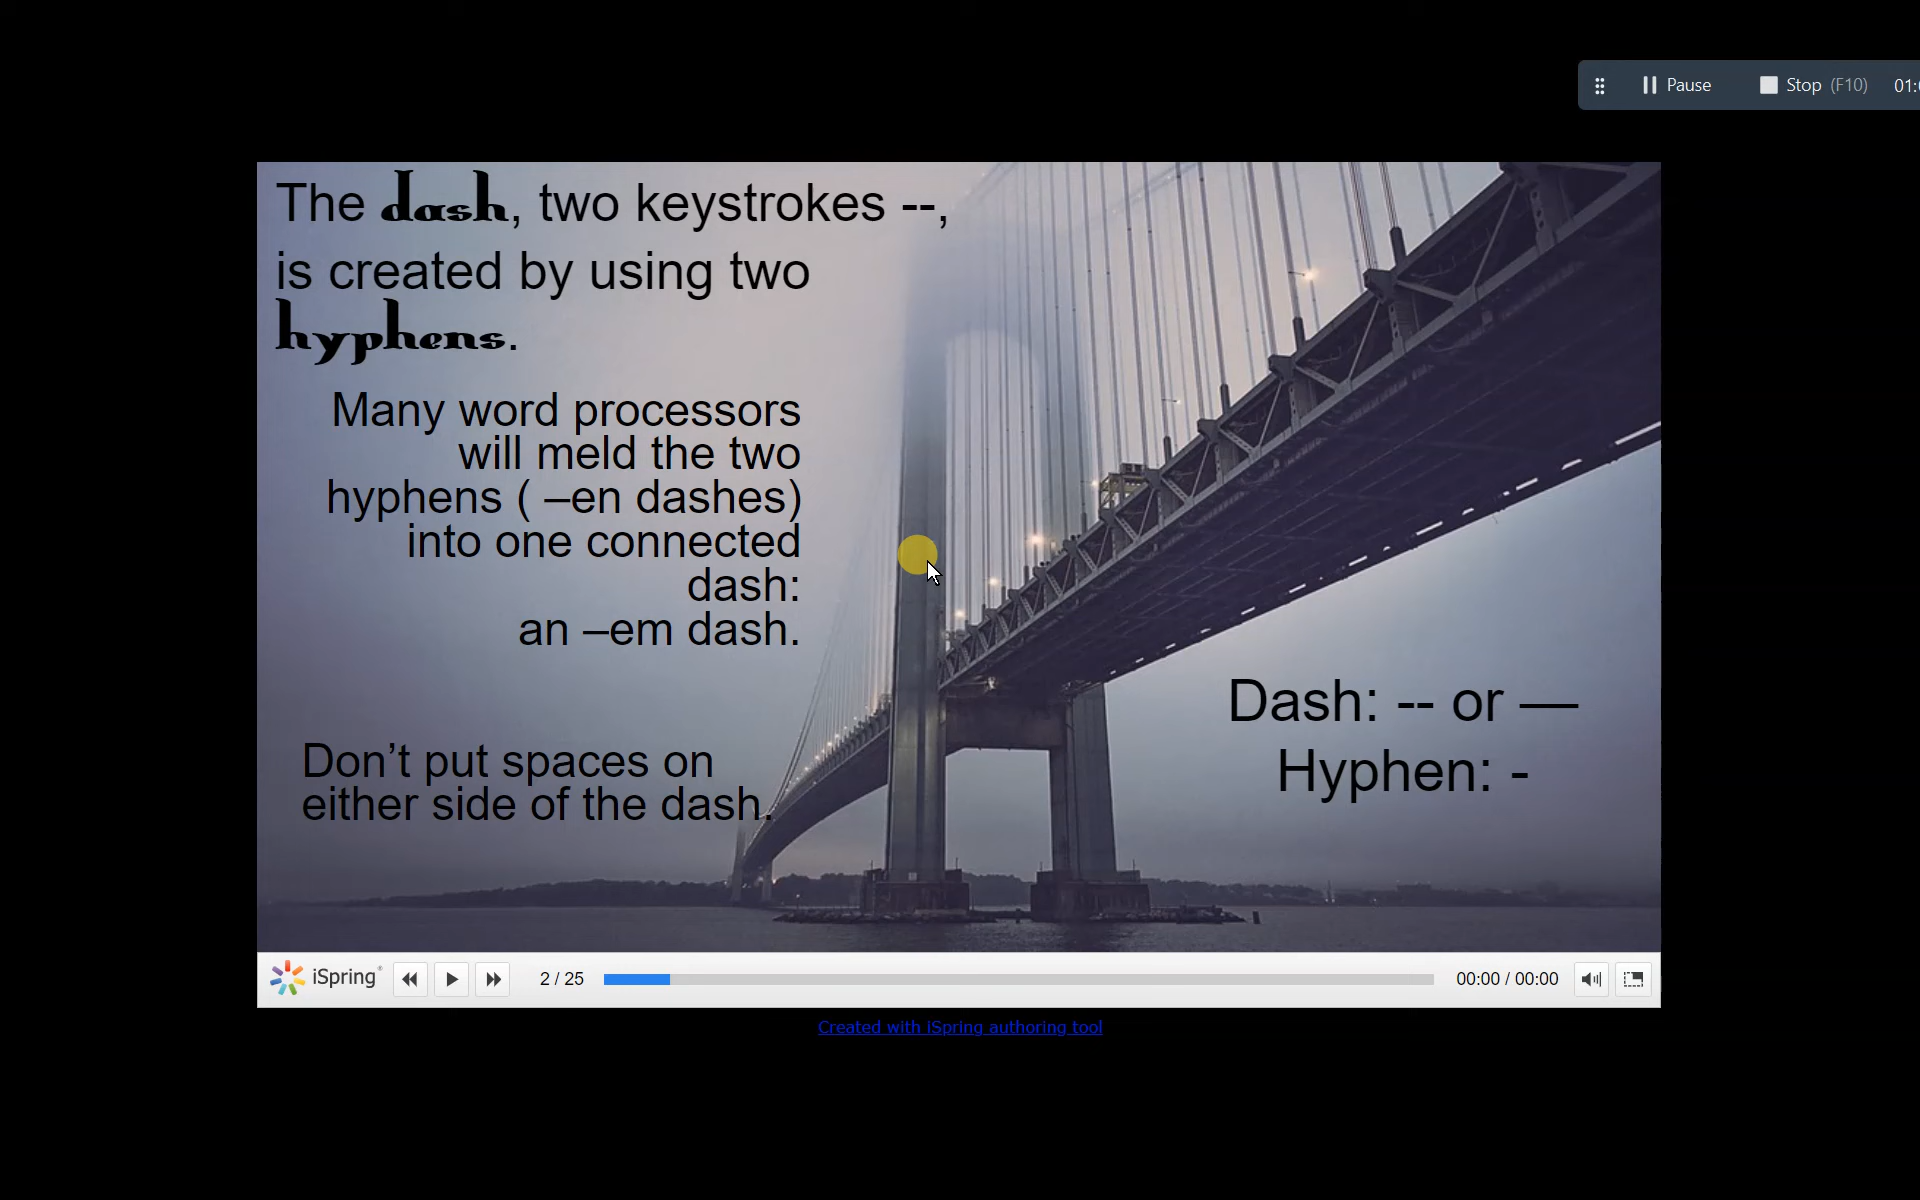 Pause
Stop (F10)
The dash, two keystrokes --,
is created by using two
hyphens.
Many word processors
will meld the two
hyphens ( –en dashes)
into one connected
dash:
an –em dash.
Dash: -- or —
Hyphen: -
Don’t put spaces on
either side of the dash.
iSpring®
2 / 25
00:00 / 00:00
Created with iSpring authoring tool